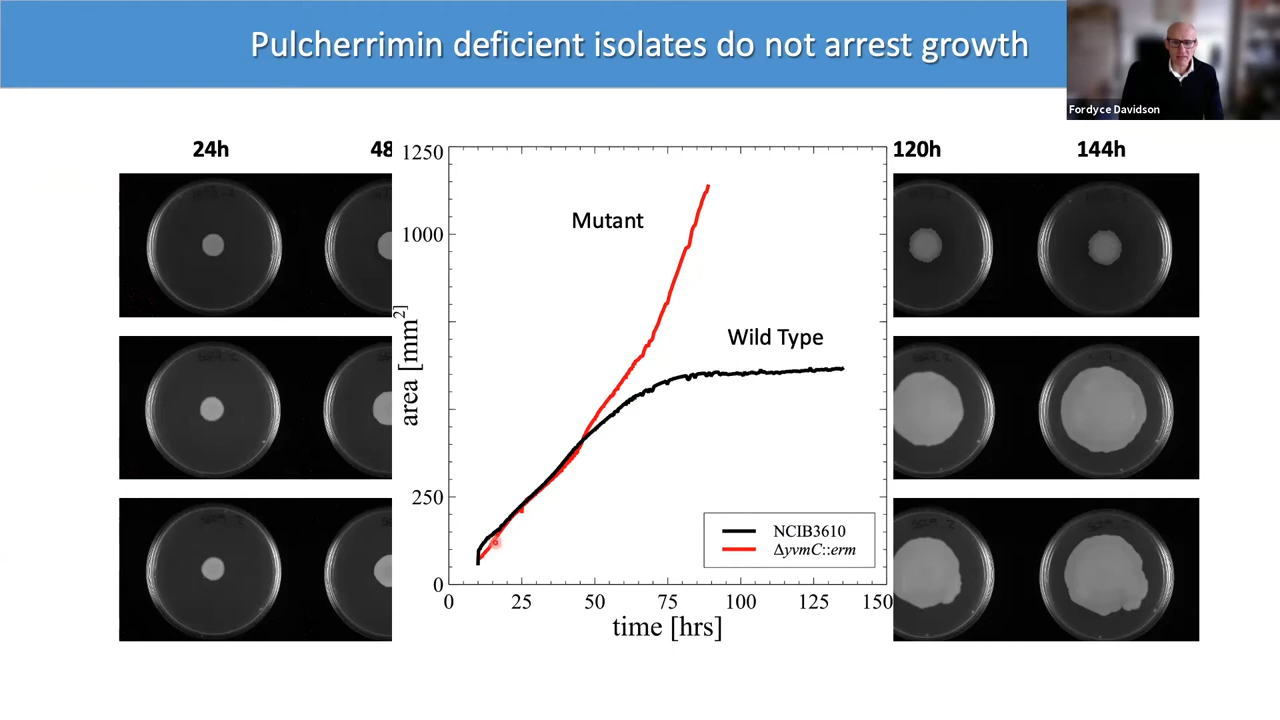 Pulcherrimin deficient isolates do not arrest growth
Fordyce Davidson
24h
48
120h
144h
1250
1000
250
0
area [mm²]
Mutant
Wild Type
NCIB3610
ΔyvmC::erm
0 25 50 75 100 125 150
time [hrs]